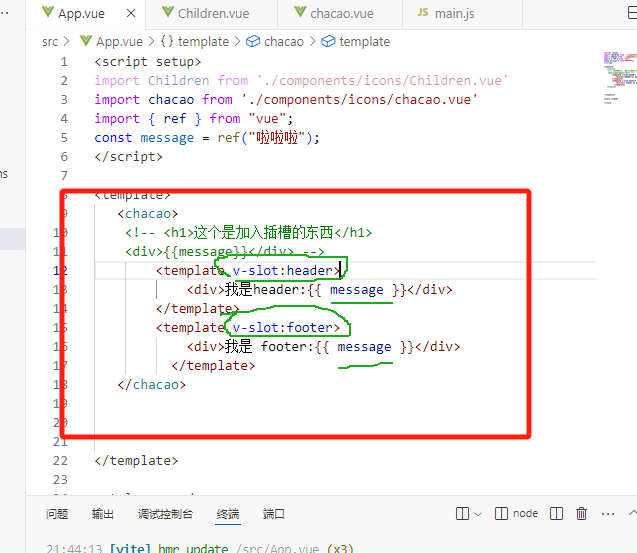 App.vue Children.vue chacao.vue JS main.js
src > App.vue > {} template > chacao > template
1 <script setup>
2 import Children from './components/icons/Children.vue'
3 import chacao from './components/icons/chacao.vue'
4 import { ref } from "vue";
5 const message = ref("啦啦啦");
6 </script>
7
8 <template>
9 <chacao>
10 <!-- <h1>这个是加入插槽的东西</h1>
11 <div>{{message}}</div> -->
12 <template v-slot:header>
13 <div>我是header:{{ message }}</div>
14 </template>
15 <template v-slot:footer>
16 <div>我是 footer:{{ message }}</div>
17 </template>
18 </chacao>
19
20
21
22 </template>
23
问题 输出 调试控制台 终端 端口 node
21:44:13 [vite] hmr update /src/App.vue (x3)